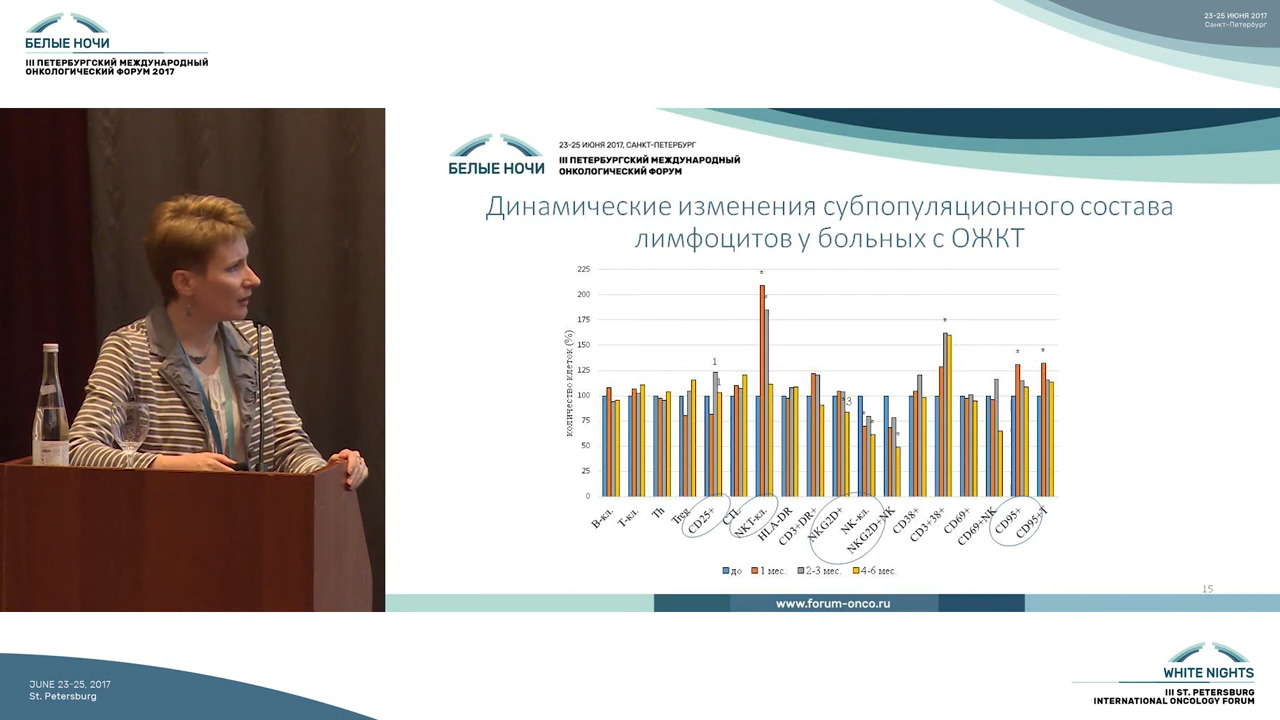 БЕЛЫЕ НОЧИ
III ПЕТЕРБУРГСКИЙ МЕЖДУНАРОДНЫЙ
ОНКОЛОГИЧЕСКИЙ ФОРУМ 2017
23-25 ИЮНЯ 2017
Санкт-Петербург
БЕЛЫЕ НОЧИ
23-25 ИЮНЯ 2017, САНКТ-ПЕТЕРБУРГ
III ПЕТЕРБУРГСКИЙ МЕЖДУНАРОДНЫЙ
ОНКОЛОГИЧЕСКИЙ ФОРУМ
Динамические изменения субпопуляционного состава
лимфоцитов у больных с ОЖКТ
количество клеток (%)
225
200
175
150
125
100
75
50
25
0
*
*
1
1
*
3
*
*
*
*
*
*
В-кл.
Т-кл.
Th
Treg
CD25+
CTL
NKT-кл.
HLA-DR
CD3+DR+
NKG2D+
NK-кл.
NKG2D+NK
CD38+
CD3+38+
CD69+
CD69+NK
CD95+
CD95+T
до 1 мес. 2-3 мес. 4-6 мес.
15
www.forum-onco.ru
JUNE 23-25, 2017
St. Petersburg
WHITE NIGHTS
III ST. PETERSBURG
INTERNATIONAL ONCOLOGY FORUM